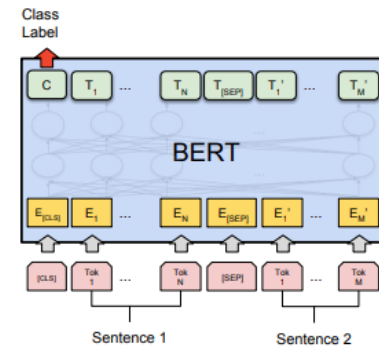 Class
Label
C T1 ... TN T[SEP] T1' ... TM'
BERT
E[CLS] E1 ... EN E[SEP] E1' ... EM'
[CLS] Tok 1 ... Tok N [SEP] Tok 1 ... Tok M
Sentence 1 Sentence 2